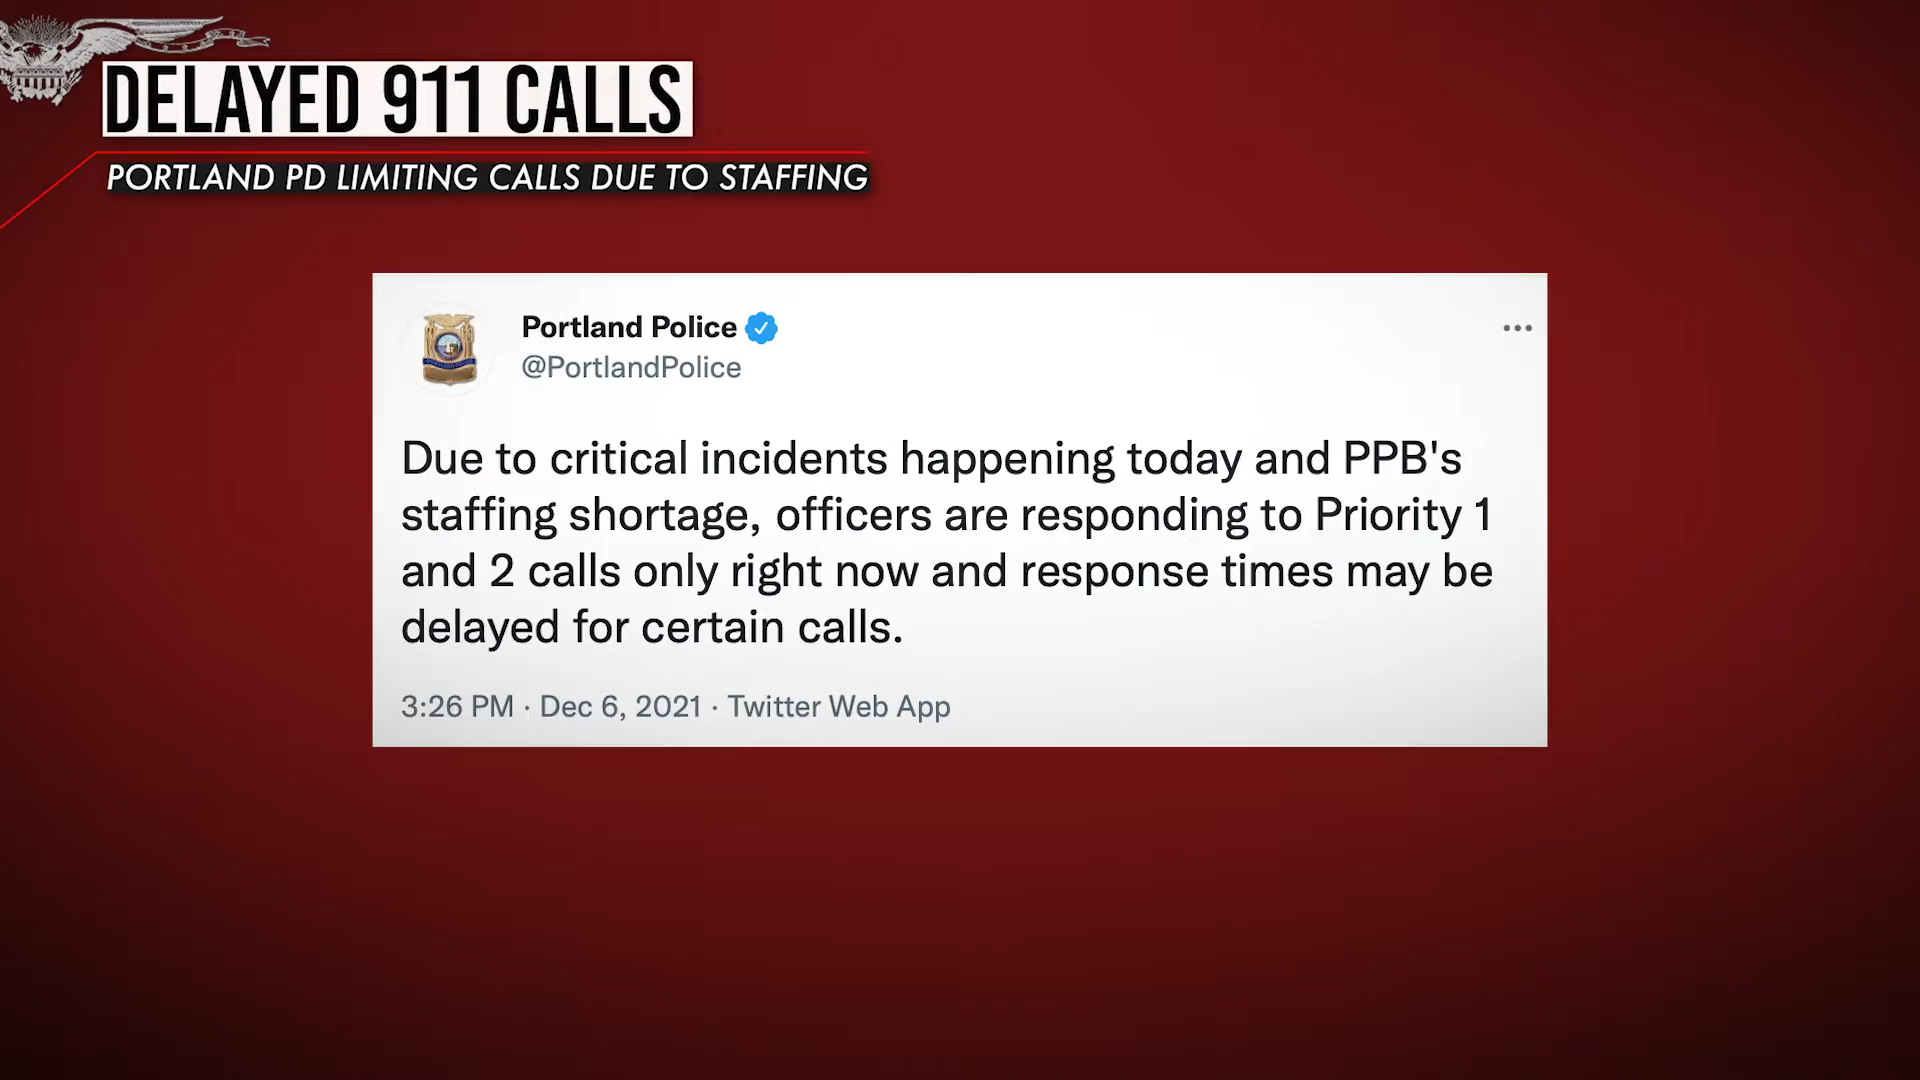 DELAYED 911 CALLS
PORTLAND PD LIMITING CALLS DUE TO STAFFING
Portland Police
@PortlandPolice
Due to critical incidents happening today and PPB's
staffing shortage, officers are responding to Priority 1
and 2 calls only right now and response times may be
delayed for certain calls.
3:26 PM · Dec 6, 2021 · Twitter Web App